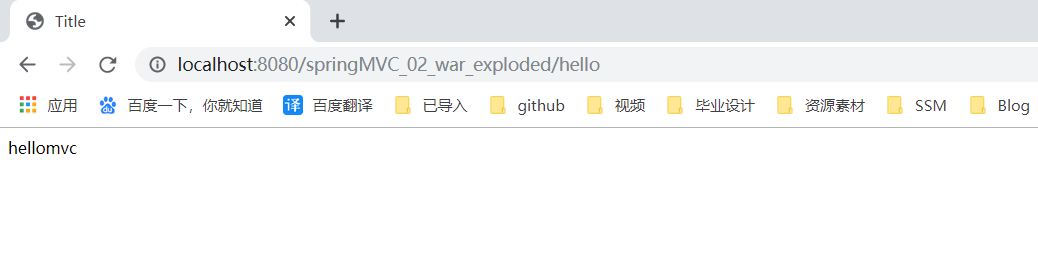 Title
localhost:8080/springMVC_02_war_exploded/hello
应用 百度一下，你就知道 译 百度翻译 已导入 github 视频 毕业设计 资源素材 SSM Blog
hellomvc